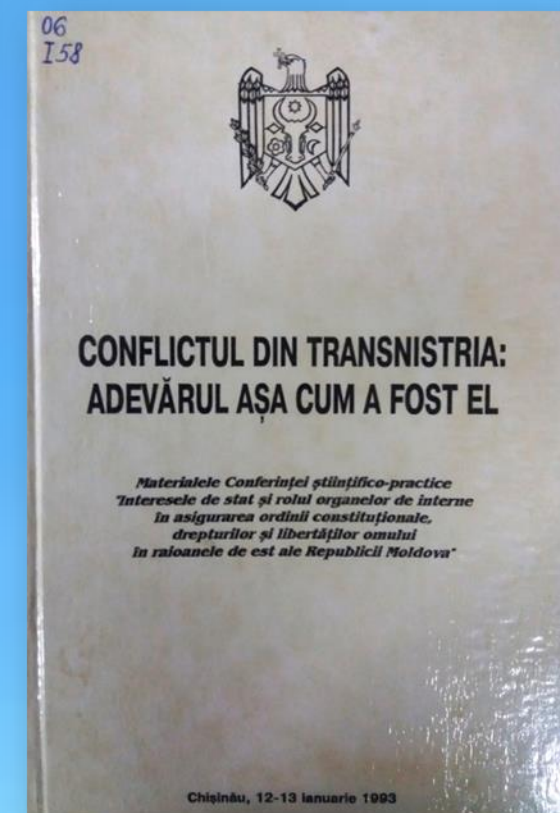 06
I 58
CONFLICTUL DIN TRANSNISTRIA:
ADEVĂRUL AȘA CUM A FOST EL
Materialele Conferinței științifico-practice
"Interesele de stat și rolul organelor de interne
în asigurarea ordinii constituționale,
drepturilor și libertăților omului
în raioanele de est ale Republicii Moldova"
Chișinău, 12-13 ianuarie 1993